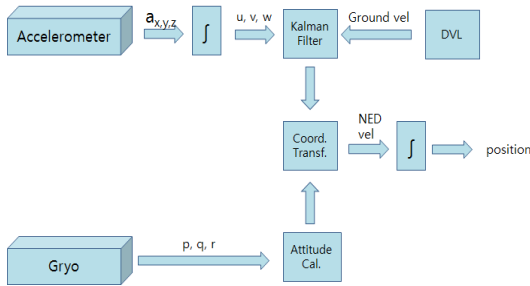 Accelerometer
ax,y,z
∫
u, v, w
Kalman
Filter
Ground vel
DVL
Coord.
Transf.
NED
vel
∫
position
Gryo
p, q, r
Attitude
Cal.